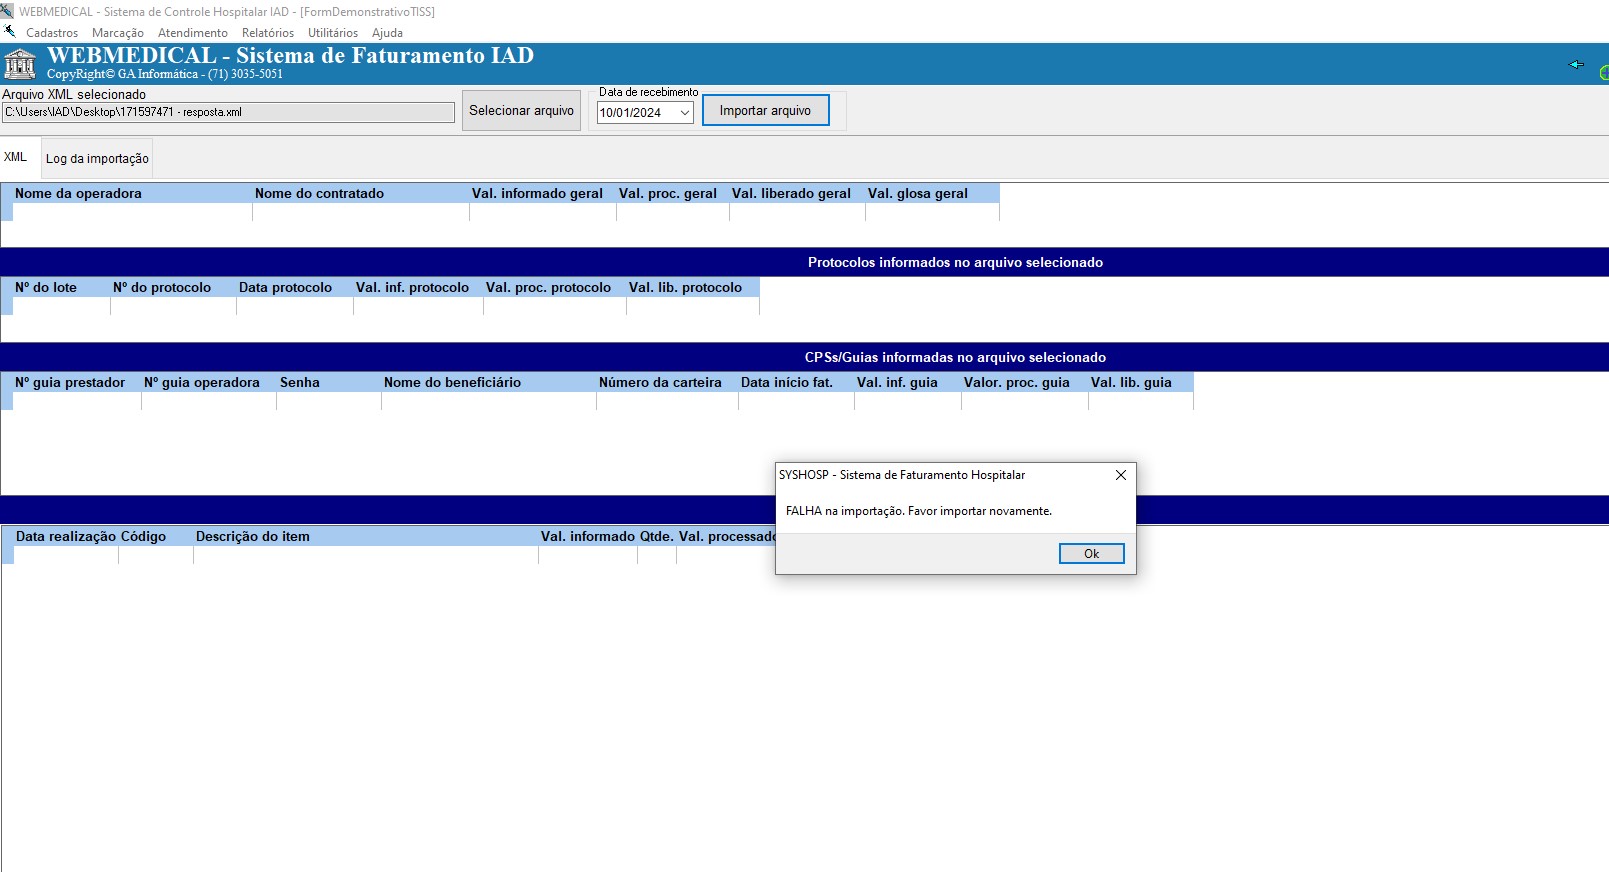 WEBMEDICAL - Sistema de Controle Hospitalar IAD - [FormDemonstrativoTISS]
Cadastros Marcação Atendimento Relatórios Utilitários Ajuda
WEBMEDICAL - Sistema de Faturamento IAD
CopyRight© GA Informática - (71) 3035-5051
Arquivo XML selecionado
C:\Users\IAD\Desktop\171597471 - resposta.xml
Selecionar arquivo
Data de recebimento
10/01/2024
Importar arquivo
XML Log da importação
Nome da operadora Nome do contratado Val. informado geral Val. proc. geral Val. liberado geral Val. glosa geral
Protocolos informados no arquivo selecionado
Nº do lote Nº do protocolo Data protocolo Val. inf. protocolo Val. proc. protocolo Val. lib. protocolo
CPSs/Guias informadas no arquivo selecionado
Nº guia prestador Nº guia operadora Senha Nome do beneficiário Número da carteira Data início fat. Val. inf. guia Valor. proc. guia Val. lib. guia
SYSHOSP - Sistema de Faturamento Hospitalar
FALHA na importação. Favor importar novamente.
Ok
Data realização Código Descrição do item Val. informado Qtde. Val. processado